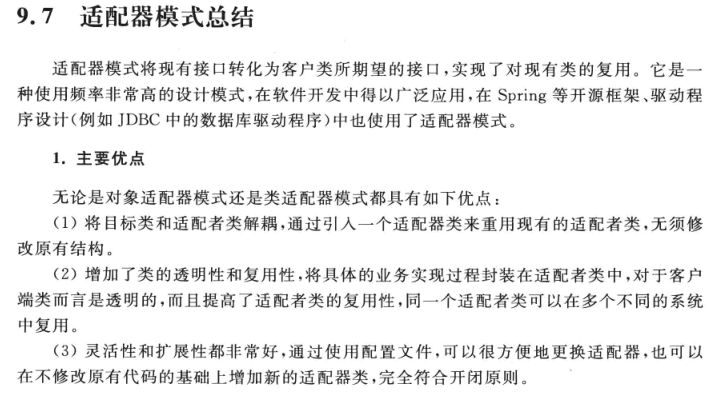 9.7 适配器模式总结
适配器模式将现有接口转化为客户类所期望的接口,实现了对现有类的复用。它是一
种使用频率非常高的设计模式,在软件开发中得以广泛应用,在 Spring 等开源框架、驱动程
序设计(例如 JDBC 中的数据库驱动程序)中也使用了适配器模式。
1. 主要优点
无论是对象适配器模式还是类适配器模式都具有如下优点:
(1) 将目标类和适配者类解耦,通过引入一个适配器类来重用现有的适配者类,无须修
改原有结构。
(2) 增加了类的透明性和复用性,将具体的业务实现过程封装在适配者类中,对于客户
端类而言是透明的,而且提高了适配者类的复用性,同一个适配者类可以在多个不同的系统
中复用。
(3) 灵活性和扩展性都非常好,通过使用配置文件,可以很方便地更换适配器,也可以
在不修改原有代码的基础上增加新的适配器类,完全符合开闭原则。